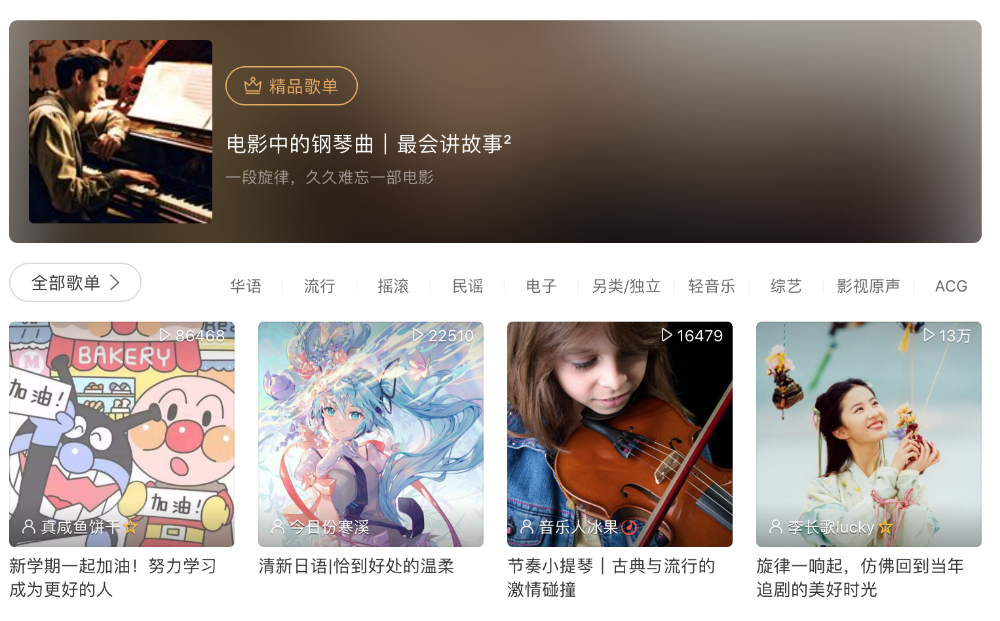 精品歌单
电影中的钢琴曲｜最会讲故事²
一段旋律，久久难忘一部电影
全部歌单
华语 流行 摇滚 民谣 电子 另类/独立 轻音乐 综艺 影视原声 ACG
86468
M
BAKERY
加油！
加油！
真咸鱼饼干
新学期一起加油！努力学习
成为更好的人
22510
今日份寒溪
清新日语|恰到好处的温柔
16479
音乐人冰果
节奏小提琴｜古典与流行的
激情碰撞
13万
李长歌lucky
旋律一响起，仿佛回到当年
追剧的美好时光